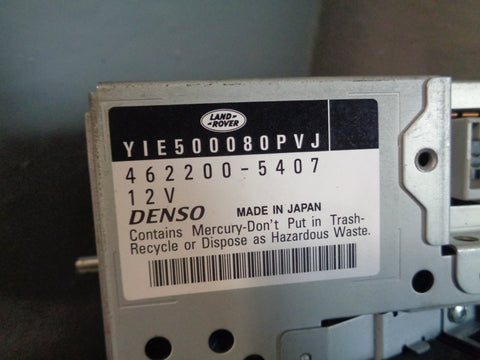 LAND-
-ROVER
YIE500080PVJ
462200-5407
12V
DENSO MADE IN JAPAN
Contains Mercury-Don't Put in Trash-
Recycle or Dispose as Hazardous Waste.